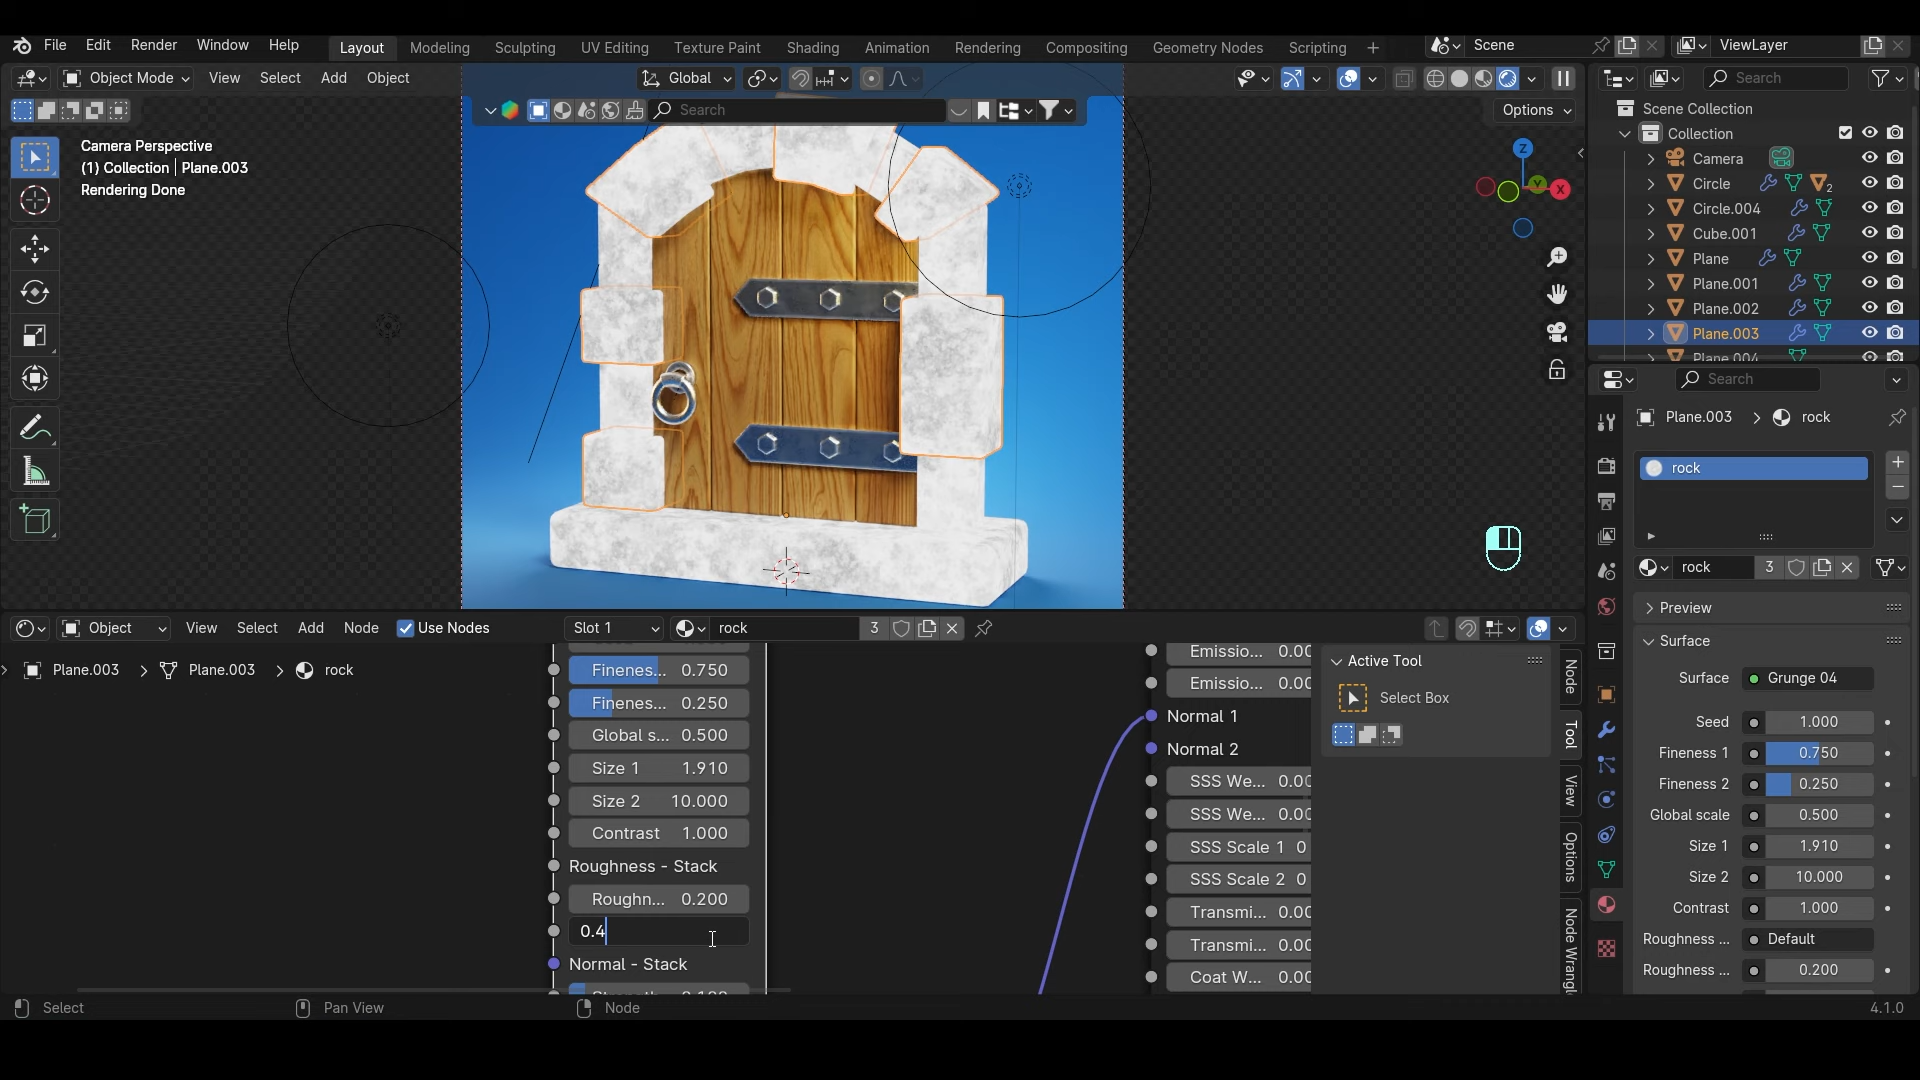 File Edit Render Window Help Layout Modeling Sculpting UV Editing Texture Paint Shading Animation Rendering Compositing Geometry Nodes Scripting Scene ViewLayer
Object Mode View Select Add Object Global Search
Search Options
Camera Perspective
(1) Collection | Plane.003
Rendering Done
Z
X
Scene Collection
Collection
Camera
Circle 2
Circle.004
Cube.001
Plane
Plane.001
Plane.002
Plane.003
Plane.004
Search
Plane.003 > rock
rock
rock 3
Preview
Surface
Surface Grunge 04
Seed 1.000
Fineness 1 0.750
Fineness 2 0.250
Global scale 0.500
Size 1 1.910
Size 2 10.000
Contrast 1.000
Roughness ... Default
Roughness ... 0.200
Object View Select Add Node Use Nodes Slot 1 rock 3
Plane.003 > Plane.003 > rock
Finenes... 0.750
Finenes... 0.250
Global s... 0.500
Size 1 1.910
Size 2 10.000
Contrast 1.000
Roughness - Stack
Roughn... 0.200
0.4
Normal - Stack
Emissio... 0.00
Emissio... 0.00
Normal 1
Normal 2
SSS We... 0.00
SSS We... 0.00
SSS Scale 1 0
SSS Scale 2 0
Transmi... 0.00
Transmi... 0.00
Coat W... 0.00
Active Tool
Select Box
Node
Tool
View
Options
Node Wrangl
Select Pan View Node 4.1.0